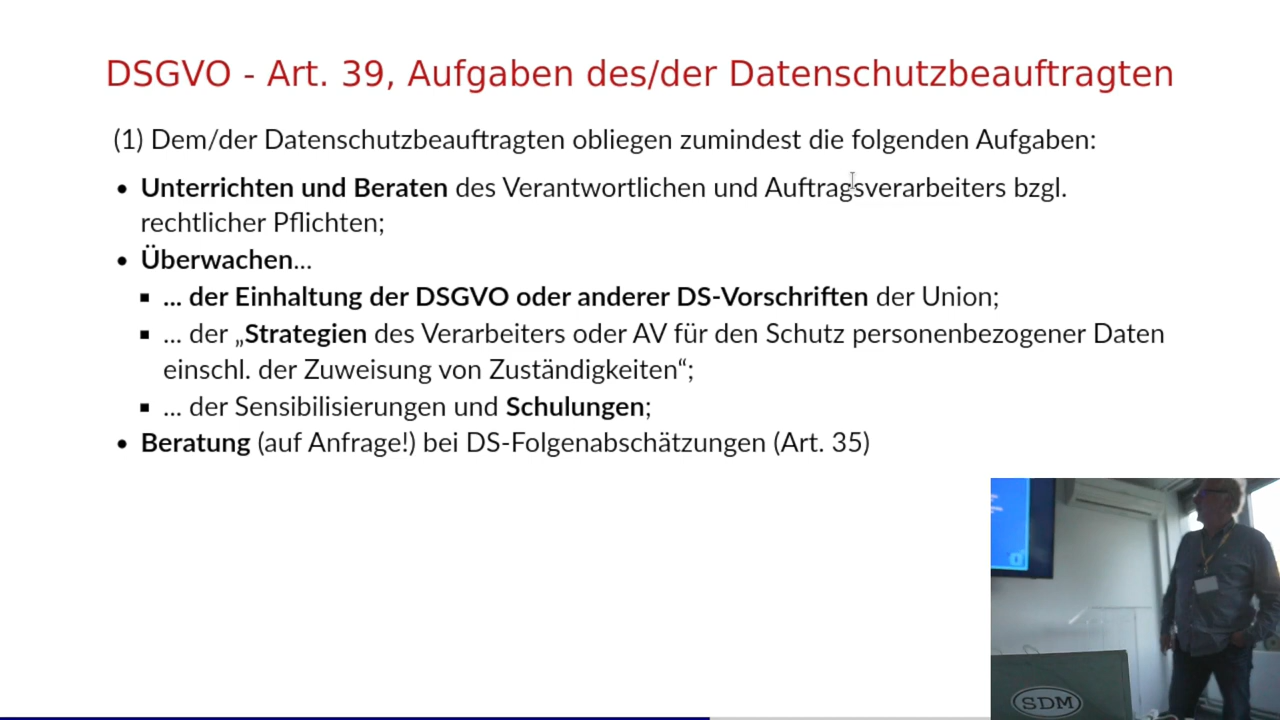 DSGVO - Art. 39, Aufgaben des/der Datenschutzbeauftragten
(1) Dem/der Datenschutzbeauftragten obliegen zumindest die folgenden Aufgaben:
• Unterrichten und Beraten des Verantwortlichen und Auftragsverarbeiters bzgl.
rechtlicher Pflichten;
• Überwachen...
▪ ... der Einhaltung der DSGVO oder anderer DS-Vorschriften der Union;
▪ ... der „Strategien des Verarbeiters oder AV für den Schutz personenbezogener Daten
einschl. der Zuweisung von Zuständigkeiten“;
▪ ... der Sensibilisierungen und Schulungen;
• Beratung (auf Anfrage!) bei DS-Folgenabschätzungen (Art. 35)
SDM